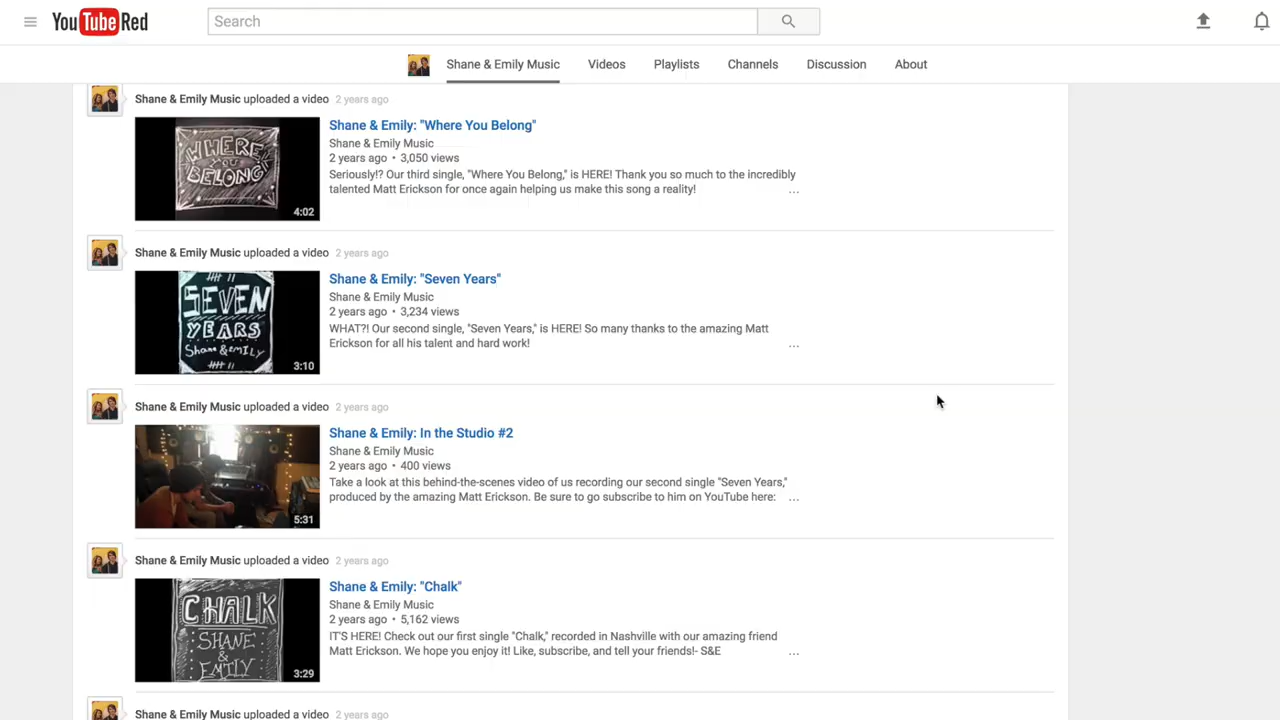 YouTube Red
Search
Shane & Emily Music Videos Playlists Channels Discussion About
Shane & Emily Music uploaded a video 2 years ago
WHERE
YOU
BELONG
4:02
Shane & Emily: "Where You Belong"
Shane & Emily Music
2 years ago • 3,050 views
Seriously!? Our third single, "Where You Belong," is HERE! Thank you so much to the incredibly
talented Matt Erickson for once again helping us make this song a reality!
...
Shane & Emily Music uploaded a video 2 years ago
SEVEN
YEARS
Shane & EmILY
3:10
Shane & Emily: "Seven Years"
Shane & Emily Music
2 years ago • 3,234 views
WHAT?! Our second single, "Seven Years," is HERE! So many thanks to the amazing Matt
Erickson for all his talent and hard work!
...
Shane & Emily Music uploaded a video 2 years ago
5:31
Shane & Emily: In the Studio #2
Shane & Emily Music
2 years ago • 400 views
Take a look at this behind-the-scenes video of us recording our second single "Seven Years,"
produced by the amazing Matt Erickson. Be sure to go subscribe to him on YouTube here: ...
Shane & Emily Music uploaded a video 2 years ago
CHALK
SHANE
&
EMILY
3:29
Shane & Emily: "Chalk"
Shane & Emily Music
2 years ago • 5,162 views
IT'S HERE! Check out our first single "Chalk," recorded in Nashville with our amazing friend
Matt Erickson. We hope you enjoy it! Like, subscribe, and tell your friends!- S&E
...
Shane & Emily Music uploaded a video 2 years ago